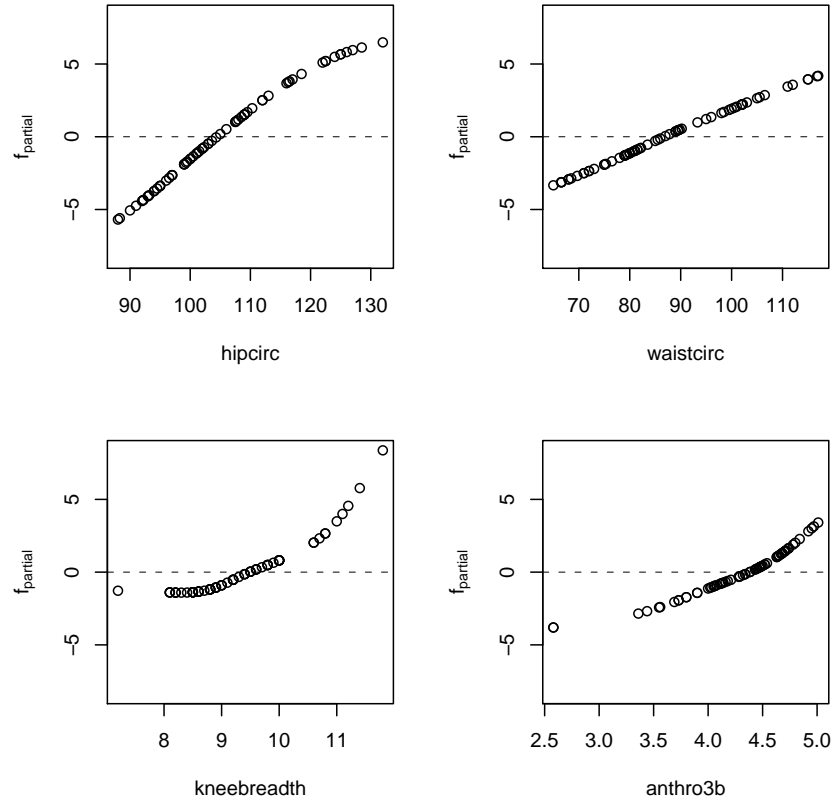 5
0
−5
f_partial
90 100 110 120 130
hipcirc
5
0
−5
f_partial
70 80 90 100 110
waistcirc
5
0
−5
f_partial
8 9 10 11
kneebreadth
5
0
−5
f_partial
2.5 3.0 3.5 4.0 4.5 5.0
anthro3b